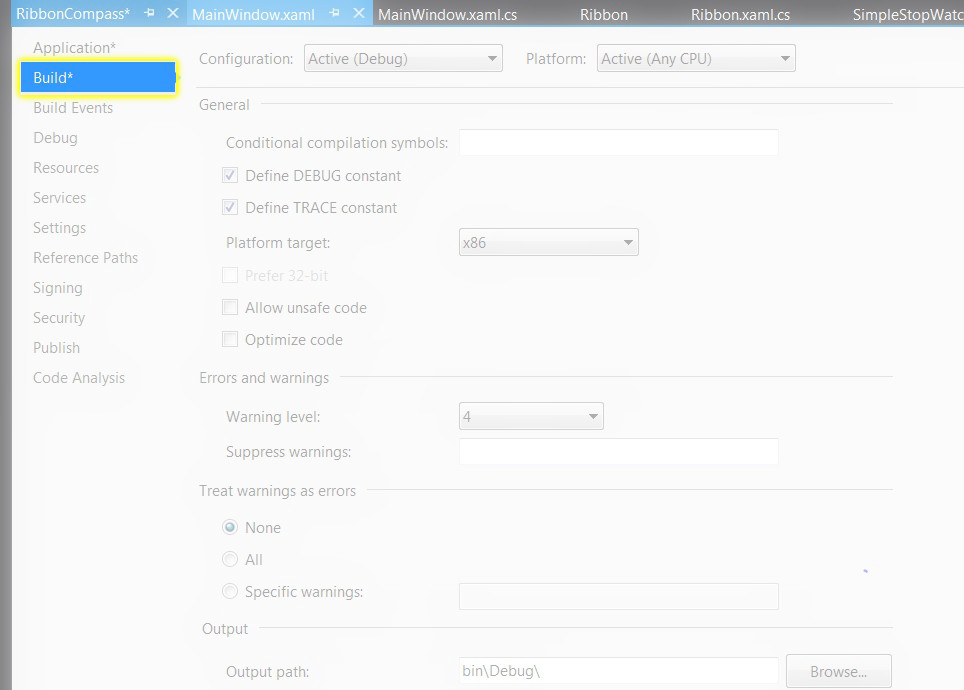 RibbonCompass* MainWindow.xaml MainWindow.xaml.cs Ribbon Ribbon.xaml.cs SimpleStopWatc
Application*
Build*
Build Events
Debug
Resources
Services
Settings
Reference Paths
Signing
Security
Publish
Code Analysis
Configuration: Active (Debug) Platform: Active (Any CPU)
General
Conditional compilation symbols:
Define DEBUG constant
Define TRACE constant
Platform target: x86
Prefer 32-bit
Allow unsafe code
Optimize code
Errors and warnings
Warning level: 4
Suppress warnings:
Treat warnings as errors
None
All
Specific warnings:
Output
Output path: bin\Debug\ Browse...